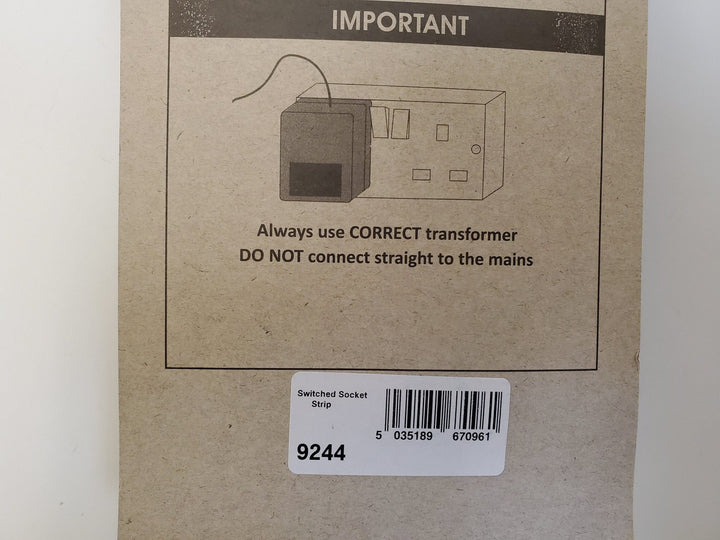 IMPORTANT
Always use CORRECT transformer
DO NOT connect straight to the mains
Switched Socket
Strip
9244
5 035189 670961